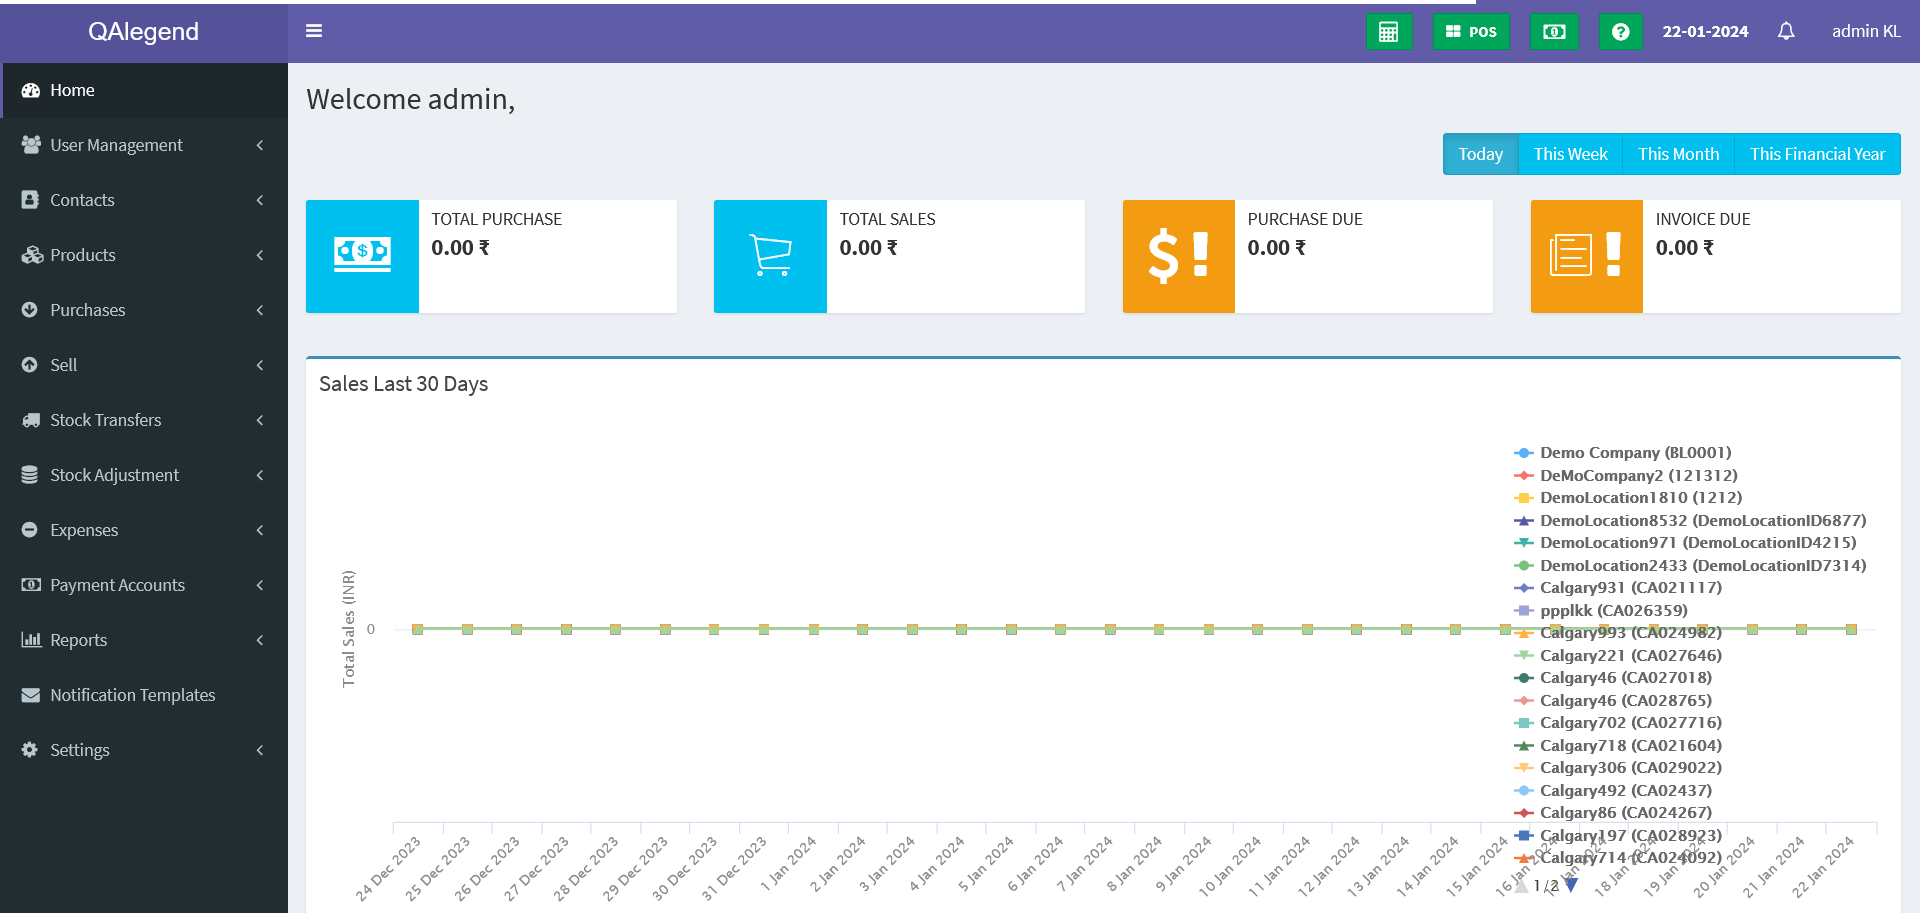 QAlegend
POS
22-01-2024
admin KL
Home
User Management
Contacts
Products
Purchases
Sell
Stock Transfers
Stock Adjustment
Expenses
Payment Accounts
Reports
Notification Templates
Settings
Welcome admin,
Today
This Week
This Month
This Financial Year
TOTAL PURCHASE
0.00 ₹
TOTAL SALES
0.00 ₹
PURCHASE DUE
0.00 ₹
INVOICE DUE
0.00 ₹
Sales Last 30 Days
Total Sales (INR)
0
Demo Company (BL0001)
DeMoCompany2 (121312)
DemoLocation1810 (1212)
DemoLocation8532 (DemoLocationID6877)
DemoLocation971 (DemoLocationID4215)
DemoLocation2433 (DemoLocationID7314)
Calgary931 (CA021117)
ppplkk (CA026359)
Calgary993 (CA024982)
Calgary221 (CA027646)
Calgary46 (CA027018)
Calgary46 (CA028765)
Calgary702 (CA027716)
Calgary718 (CA021604)
Calgary306 (CA029022)
Calgary492 (CA02437)
Calgary86 (CA024267)
Calgary197 (CA028923)
Calgary714 (CA024092)
1/2
24 Dec 2023
25 Dec 2023
26 Dec 2023
27 Dec 2023
28 Dec 2023
29 Dec 2023
30 Dec 2023
31 Dec 2023
1 Jan 2024
2 Jan 2024
3 Jan 2024
4 Jan 2024
5 Jan 2024
6 Jan 2024
7 Jan 2024
8 Jan 2024
9 Jan 2024
10 Jan 2024
11 Jan 2024
12 Jan 2024
13 Jan 2024
14 Jan 2024
15 Jan 2024
16 Jan 2024
17 Jan 2024
18 Jan 2024
19 Jan 2024
20 Jan 2024
21 Jan 2024
22 Jan 2024